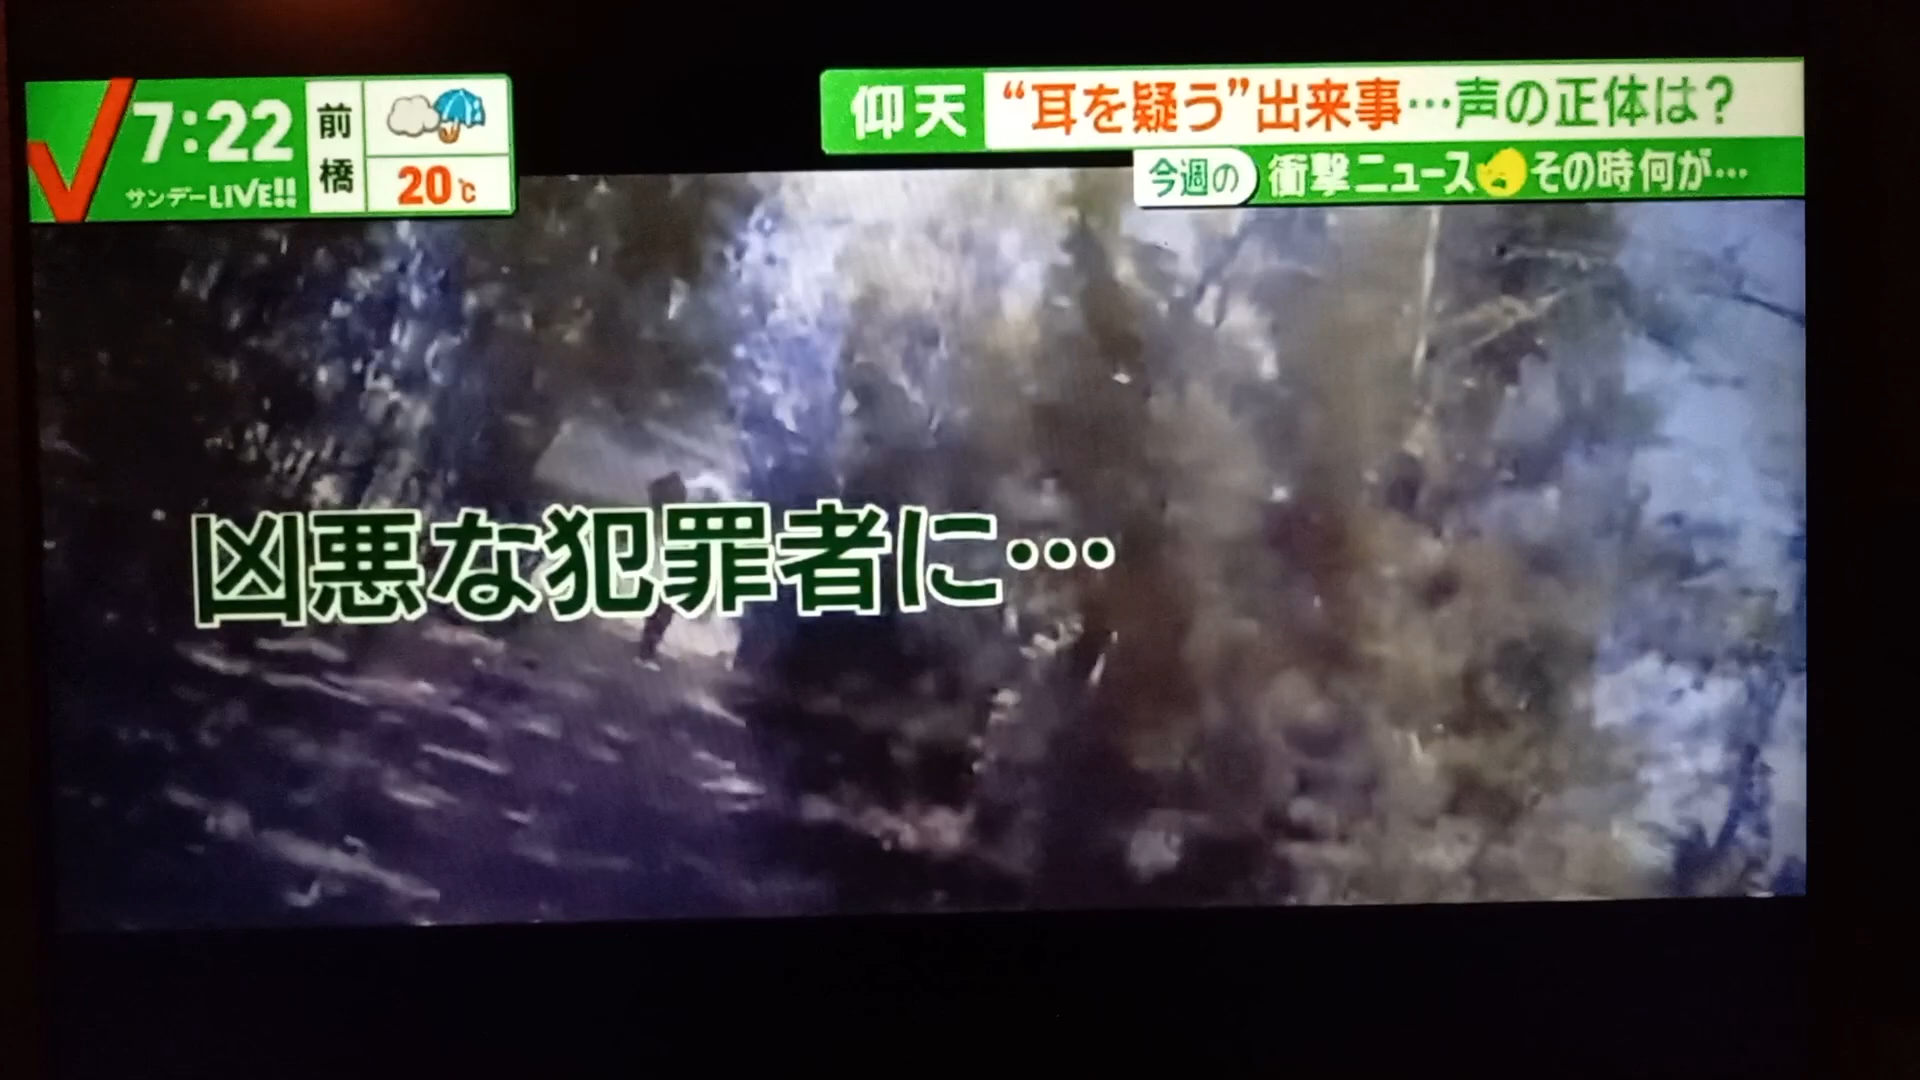 7:22
サンデーLIVE!!
前橋
20℃
仰天 “耳を疑う”出来事…声の正体は？
今週の 衝撃ニュース その時何が…
凶悪な犯罪者に…